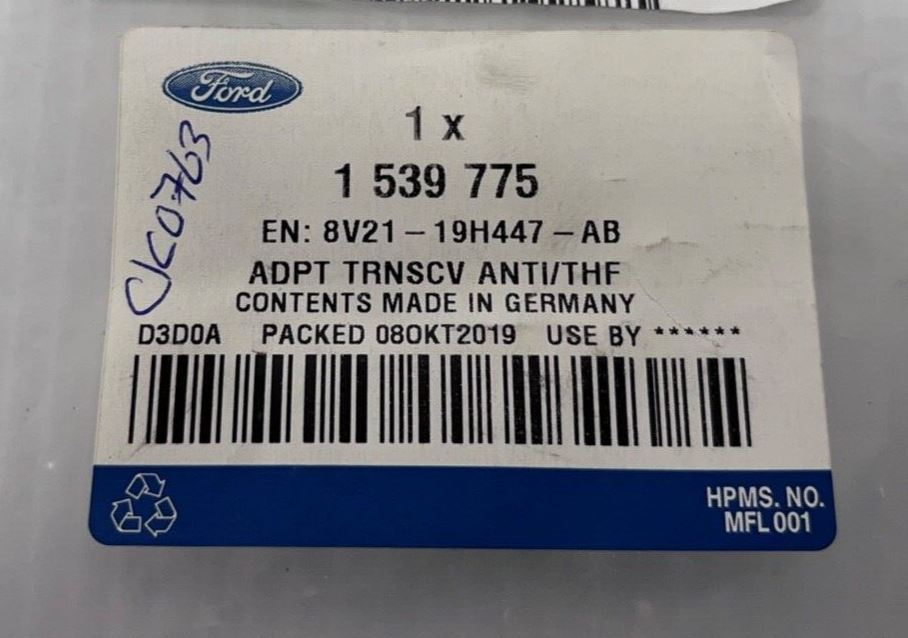 Ford
1 x
1 539 775
EN: 8V21 - 19H447 - AB
ADPT TRNSCV ANTI/THF
CONTENTS MADE IN GERMANY
D3D0A PACKED 08OKT2019 USE BY ******
CK0763
HPMS. NO.
MFL 001